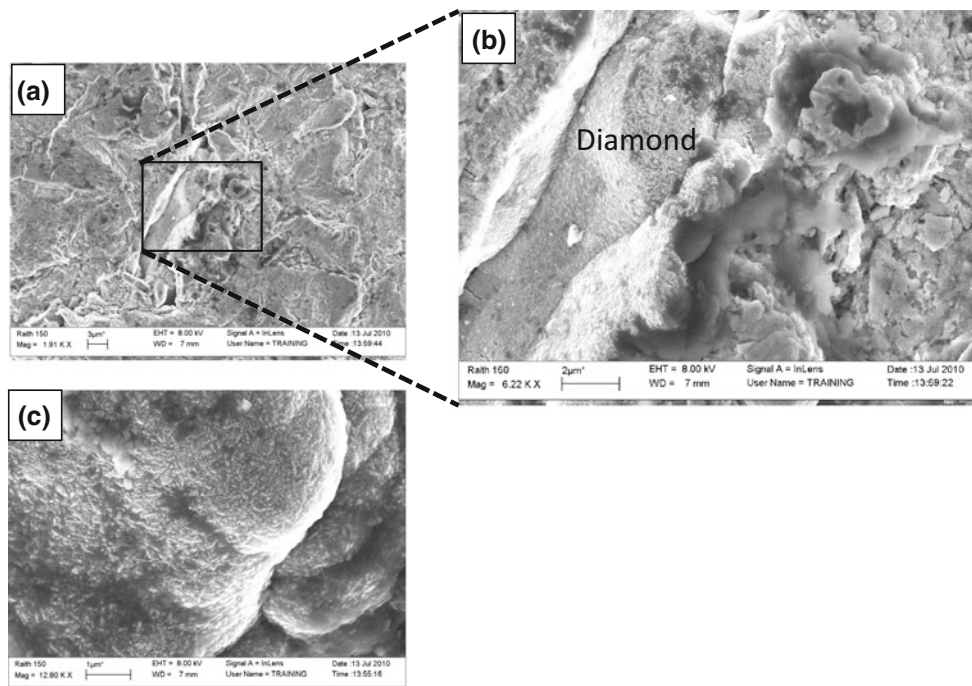 (a)
Raith 150 3µm* EHT = 8.00 kV Signal A = InLens Date :13 Jul 2010
Mag = 1.91 K X WD = 7 mm User Name = TRAINING Time :13:59:44
(b)
Diamond
Raith 150 2µm* EHT = 8.00 kV Signal A = InLens Date :13 Jul 2010
Mag = 6.22 K X WD = 7 mm User Name = TRAINING Time :13:59:22
(c)
Raith 150 1µm* EHT = 8.00 kV Signal A = InLens Date :13 Jul 2010
Mag = 12.80 K X WD = 7 mm User Name = TRAINING Time :13:55:16